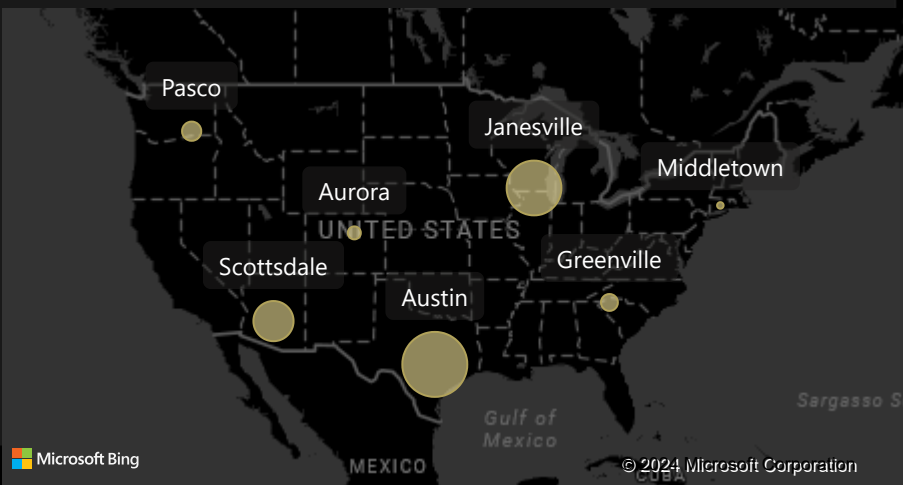 Pasco
Janesville
Middletown
Aurora
UNITED STATES
Greenville
Scottsdale
Austin
Sargasso S
Gulf of
Mexico
Microsoft Bing
MEXICO
© 2024 Microsoft Corporation
CUBA